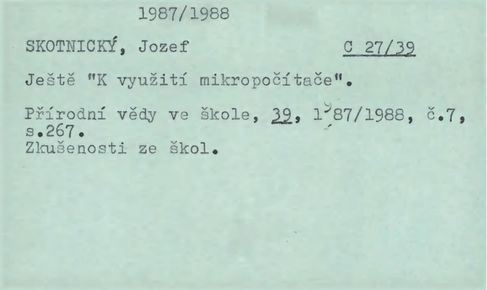 1987/1988
SKOTNICKÝ, Jozef C 27/39
Ještě "K využití mikropočítače".
Přírodní vědy ve škole, 39, 1987/1988, č.7,
s.267.
Zkušenosti ze škol.